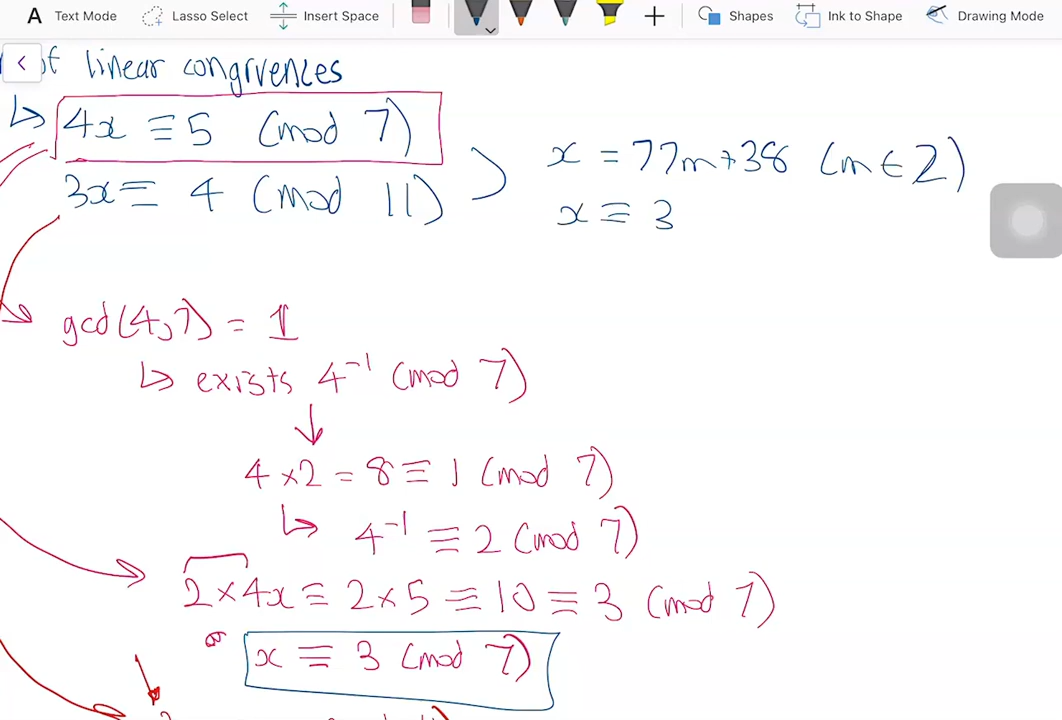 A Text Mode Lasso Select Insert Space Shapes Ink to Shape Drawing Mode
of linear congruences
↳ 4x ≡ 5 (mod 7)
3x ≡ 4 (mod 11)
x = 77m+38 (m ∈ Z)
x ≡ 3
gcd(4,7) = 1
↳ exists 4⁻¹ (mod 7)
↓
4 × 2 = 8 ≡ 1 (mod 7)
↳ 4⁻¹ ≡ 2 (mod 7)
2 × 4x ≡ 2 × 5 ≡ 10 ≡ 3 (mod 7)
x ≡ 3 (mod 7)